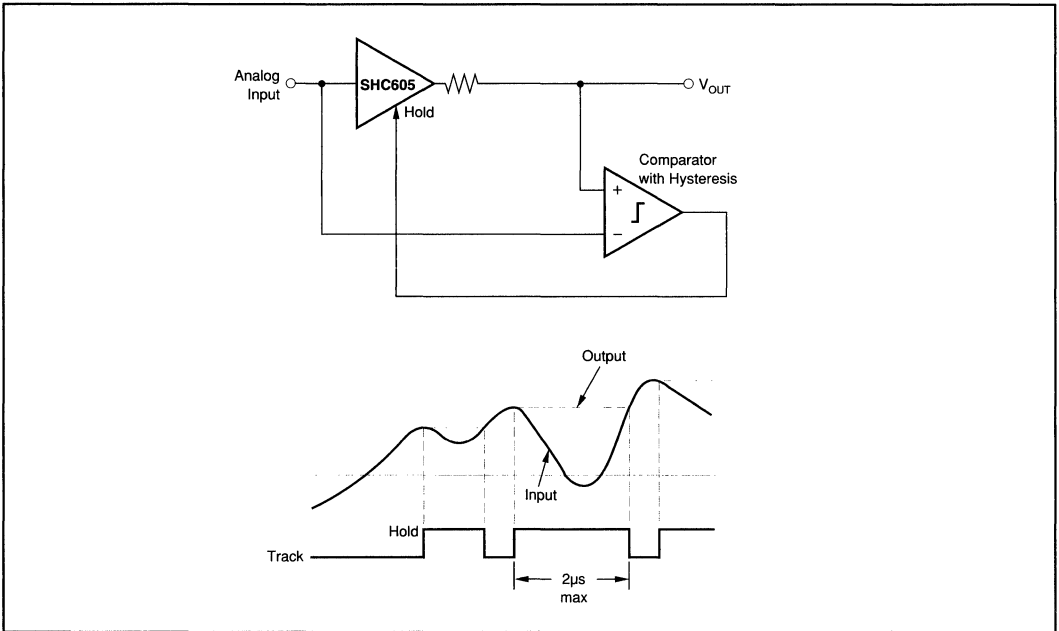 Analog
Input
SHC605
Hold
V_OUT
Comparator
with Hysteresis
+
−
Output
Input
Hold
Track
2µs
max